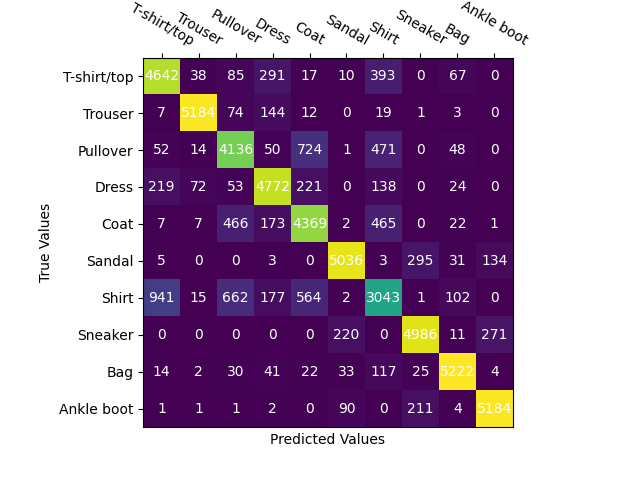 T-shirt/top Trouser Pullover Dress Coat Sandal Shirt Sneaker Bag Ankle boot
T-shirt/top 4642 38 85 291 17 10 393 0 67 0
Trouser 7 5184 74 144 12 0 19 1 3 0
Pullover 52 14 4136 50 724 1 471 0 48 0
Dress 219 72 53 4772 221 0 138 0 24 0
Coat 7 7 466 173 4369 2 465 0 22 1
Sandal 5 0 0 3 0 5036 3 295 31 134
Shirt 941 15 662 177 564 2 3043 1 102 0
Sneaker 0 0 0 0 0 220 0 4986 11 271
Bag 14 2 30 41 22 33 117 25 5222 4
Ankle boot 1 1 1 2 0 90 0 211 4 5184
True Values
Predicted Values